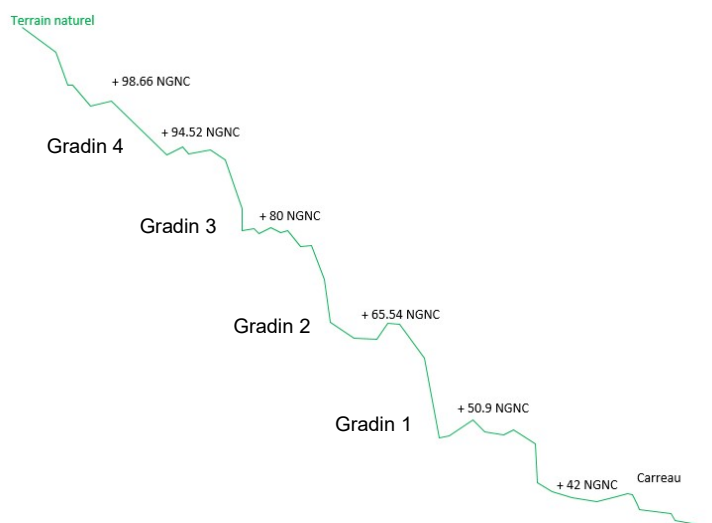 Terrain naturel
+ 98.66 NGNC
+ 94.52 NGNC
Gradin 4
+ 80 NGNC
Gradin 3
+ 65.54 NGNC
Gradin 2
+ 50.9 NGNC
Gradin 1
Carreau
+ 42 NGNC